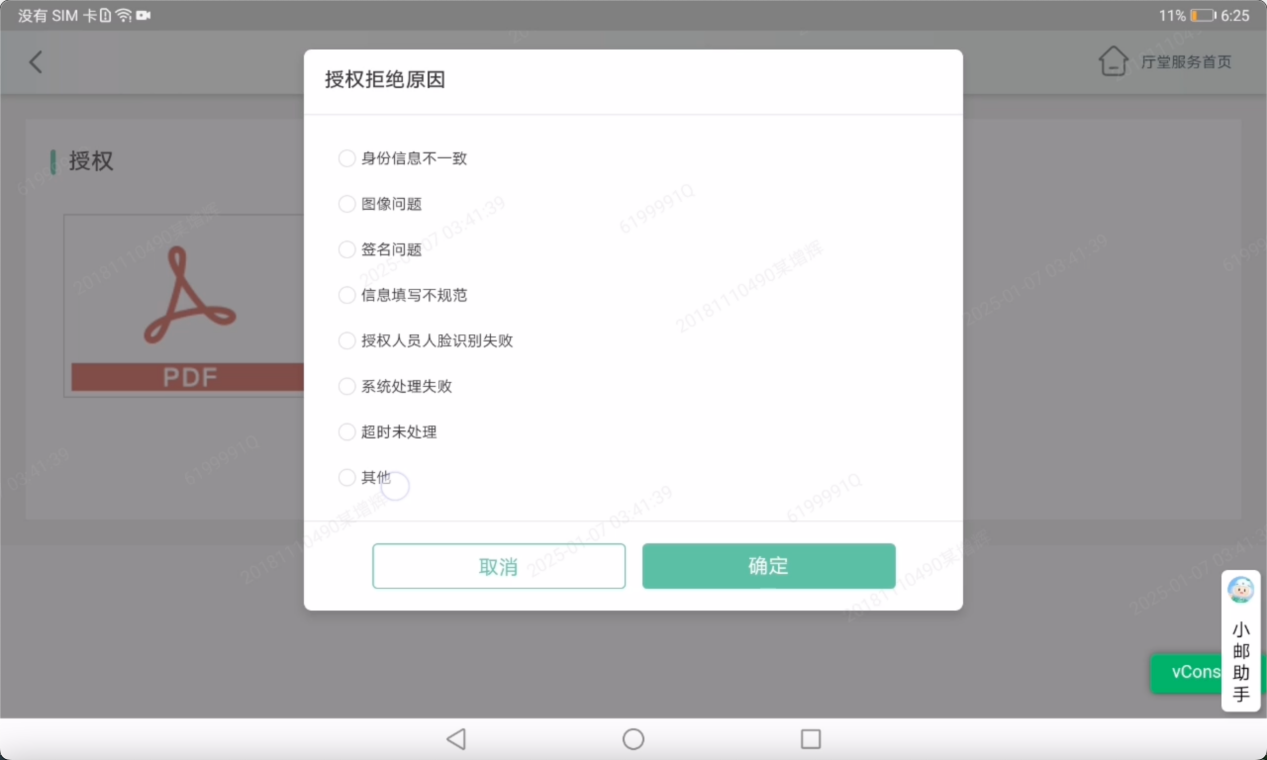 没有 SIM 卡
11%
6:25
授权拒绝原因
厅堂服务首页
授权
身份信息不一致
图像问题
签名问题
信息填写不规范
授权人员人脸识别失败
系统处理失败
超时未处理
其他
PDF
取消
确定
小邮助手
vCons
6199991Q
2025-01-07 03:41:39